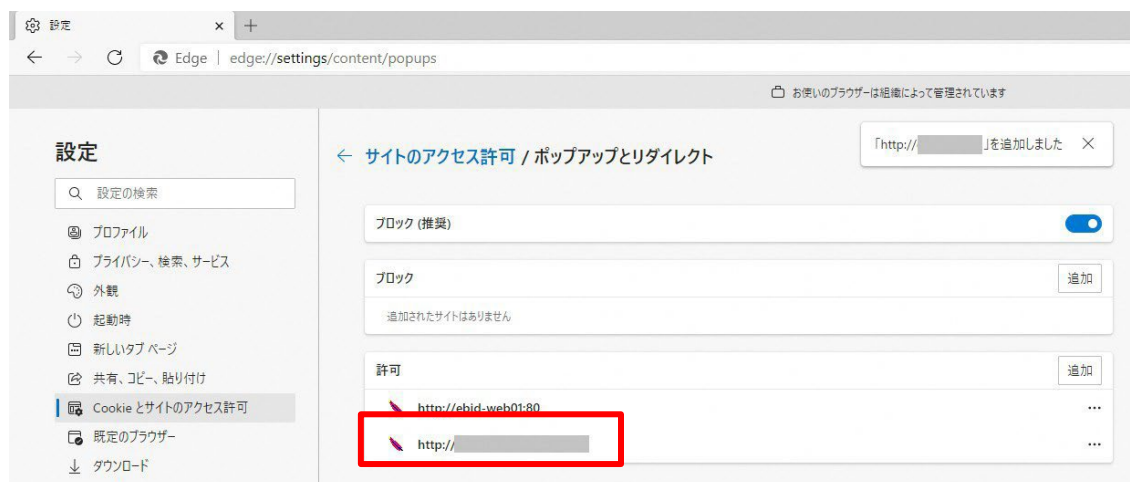 設定
Edge | edge://settings/content/popups
お使いのブラウザーは組織によって管理されています
設定
設定の検索
プロファイル
プライバシー、検索、サービス
外観
起動時
新しいタブ ページ
共有、コピー、貼り付け
Cookie とサイトのアクセス許可
既定のブラウザー
ダウンロード
サイトのアクセス許可 / ポップアップとリダイレクト
「http:// 」を追加しました
ブロック (推奨)
ブロック
追加
追加されたサイトはありません
許可
追加
http://ebid-web01:80
http://